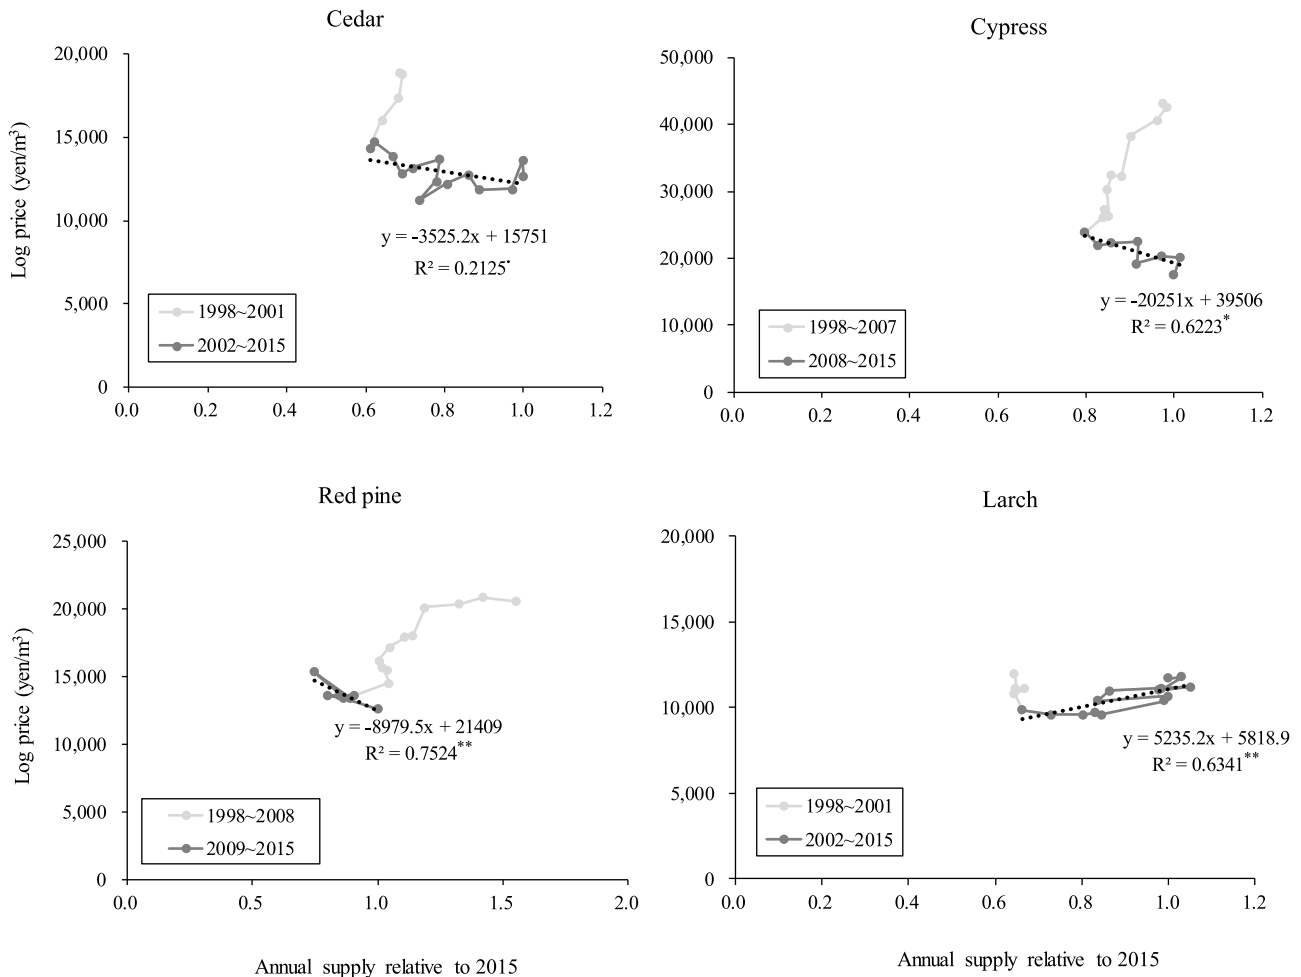 Cedar
Log price (yen/m³)
20,000
15,000
10,000
5,000
0
0.0 0.2 0.4 0.6 0.8 1.0 1.2
y = -3525.2x + 15751
R² = 0.2125•
1998~2001
2002~2015
Cypress
50,000
40,000
30,000
20,000
10,000
0
0.0 0.2 0.4 0.6 0.8 1.0 1.2
y = -20251x + 39506
R² = 0.6223*
1998~2007
2008~2015
Red pine
Log price (yen/m³)
25,000
20,000
15,000
10,000
5,000
0
0.0 0.5 1.0 1.5 2.0
y = -8979.5x + 21409
R² = 0.7524**
1998~2008
2009~2015
Annual supply relative to 2015
Larch
20,000
15,000
10,000
5,000
0
0.0 0.2 0.4 0.6 0.8 1.0 1.2
y = 5235.2x + 5818.9
R² = 0.6341**
1998~2001
2002~2015
Annual supply relative to 2015